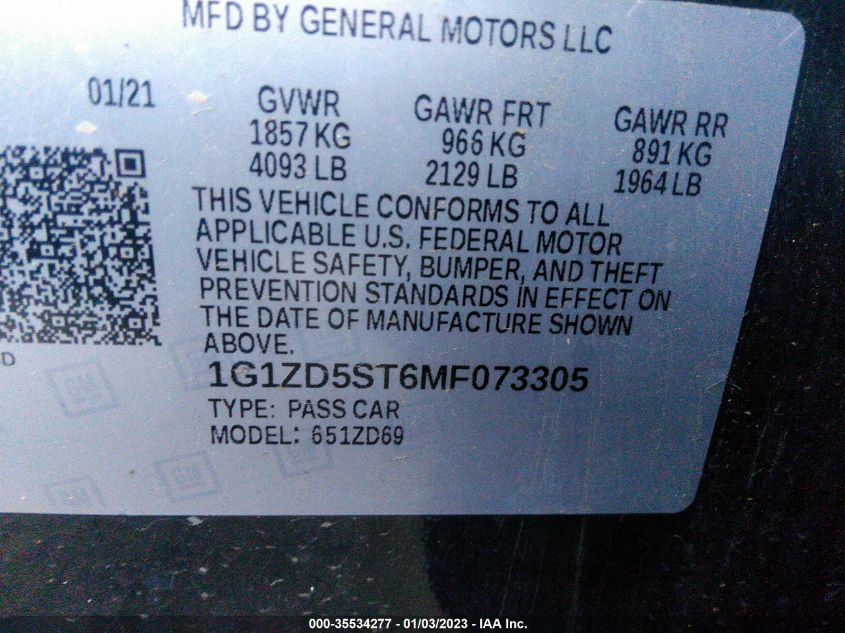 MFD BY GENERAL MOTORS LLC
01/21 GVWR GAWR FRT GAWR RR
1857 KG 966 KG 891 KG
4093 LB 2129 LB 1964 LB
THIS VEHICLE CONFORMS TO ALL
APPLICABLE U.S. FEDERAL MOTOR
VEHICLE SAFETY, BUMPER, AND THEFT
PREVENTION STANDARDS IN EFFECT ON
THE DATE OF MANUFACTURE SHOWN
ABOVE.
1G1ZD5ST6MF073305
TYPE: PASS CAR
MODEL: 651ZD69
GM
GM
GM
000-35534277 - 01/03/2023 - IAA Inc.